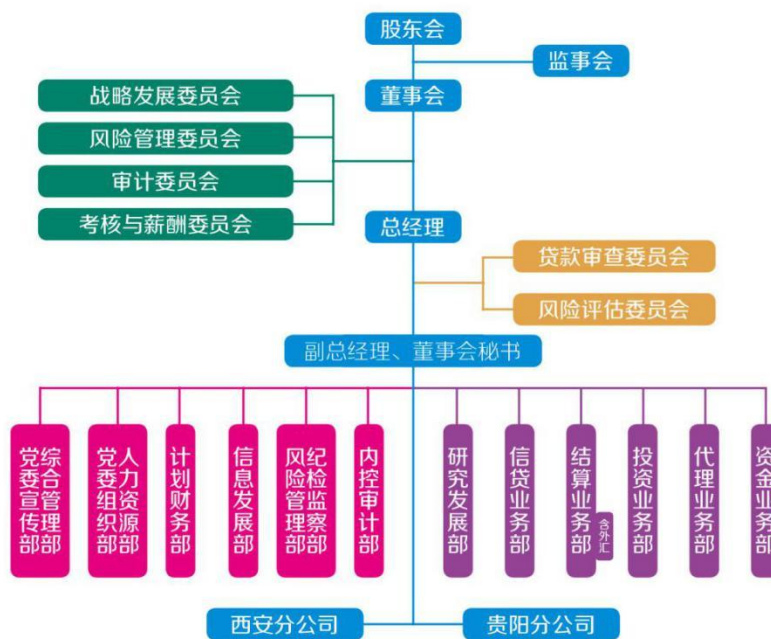 股东会
监事会
董事会
战略发展委员会
风险管理委员会
审计委员会
考核与薪酬委员会
总经理
贷款审查委员会
风险评估委员会
副总经理、董事会秘书
综合管理部
党委宣传部
人力资源部
党委组织部
计划财务部
信息发展部
纪检监察部
风险管理部
内控审计部
研究发展部
信贷业务部
结算业务部
含外汇
投资业务部
代理业务部
资金业务部
西安分公司
贵阳分公司